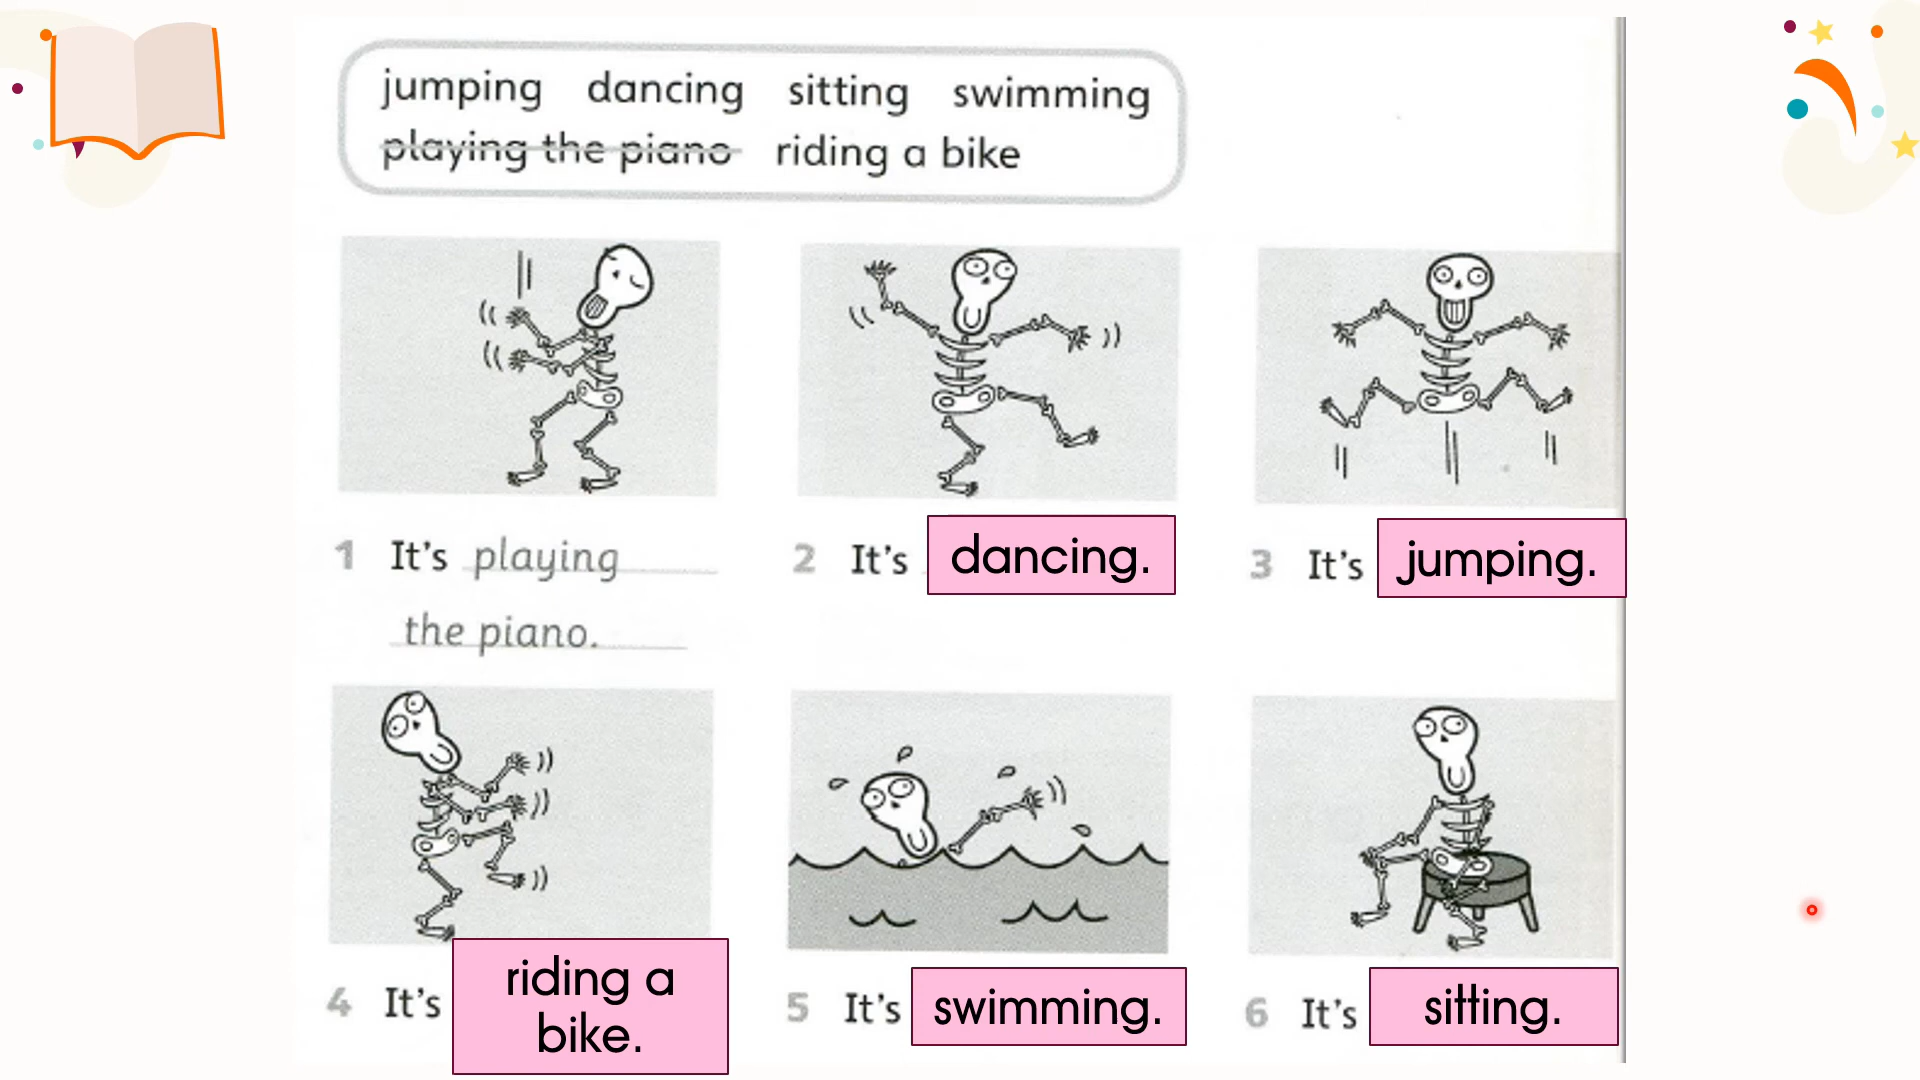 jumping dancing sitting swimming
playing the piano riding a bike
1 It's playing
the piano.
2 It's dancing.
3 It's jumping.
4 It's riding a
bike.
5 It's swimming.
6 It's sitting.